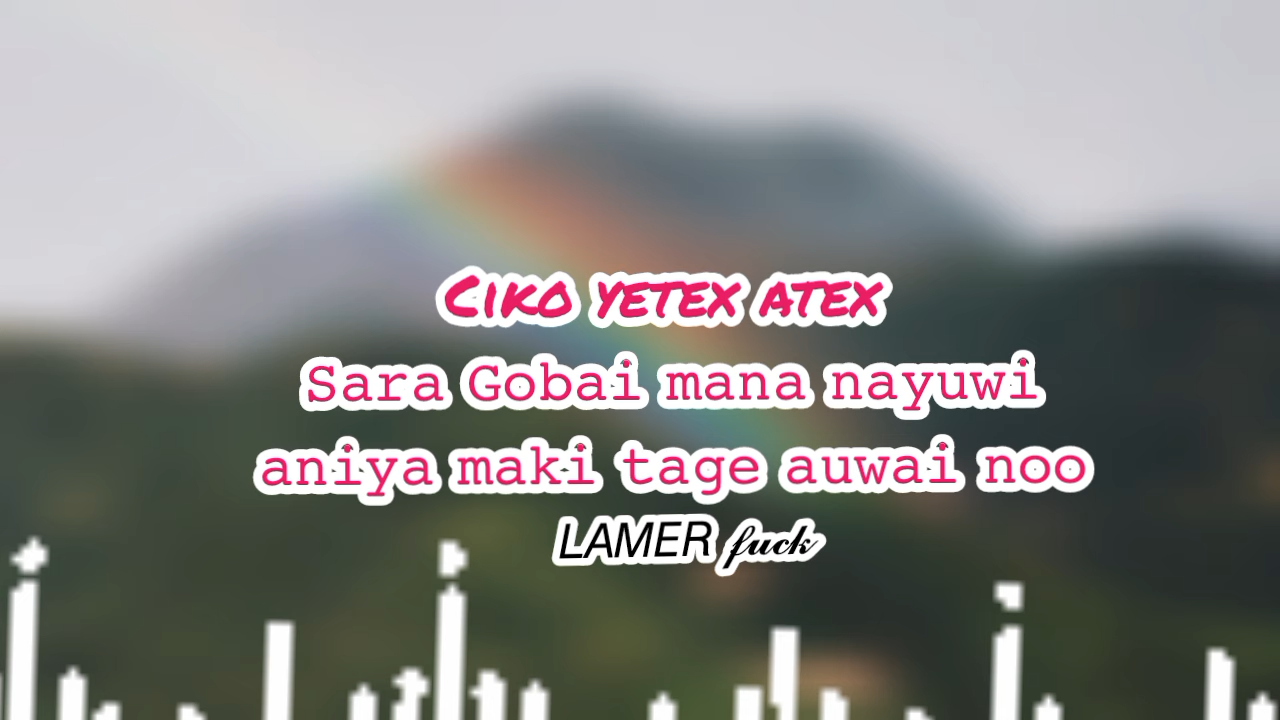 Ciko yetex atex
Sara Gobai mana nayuwi
aniya maki tage auwai noo
LAMER fuck